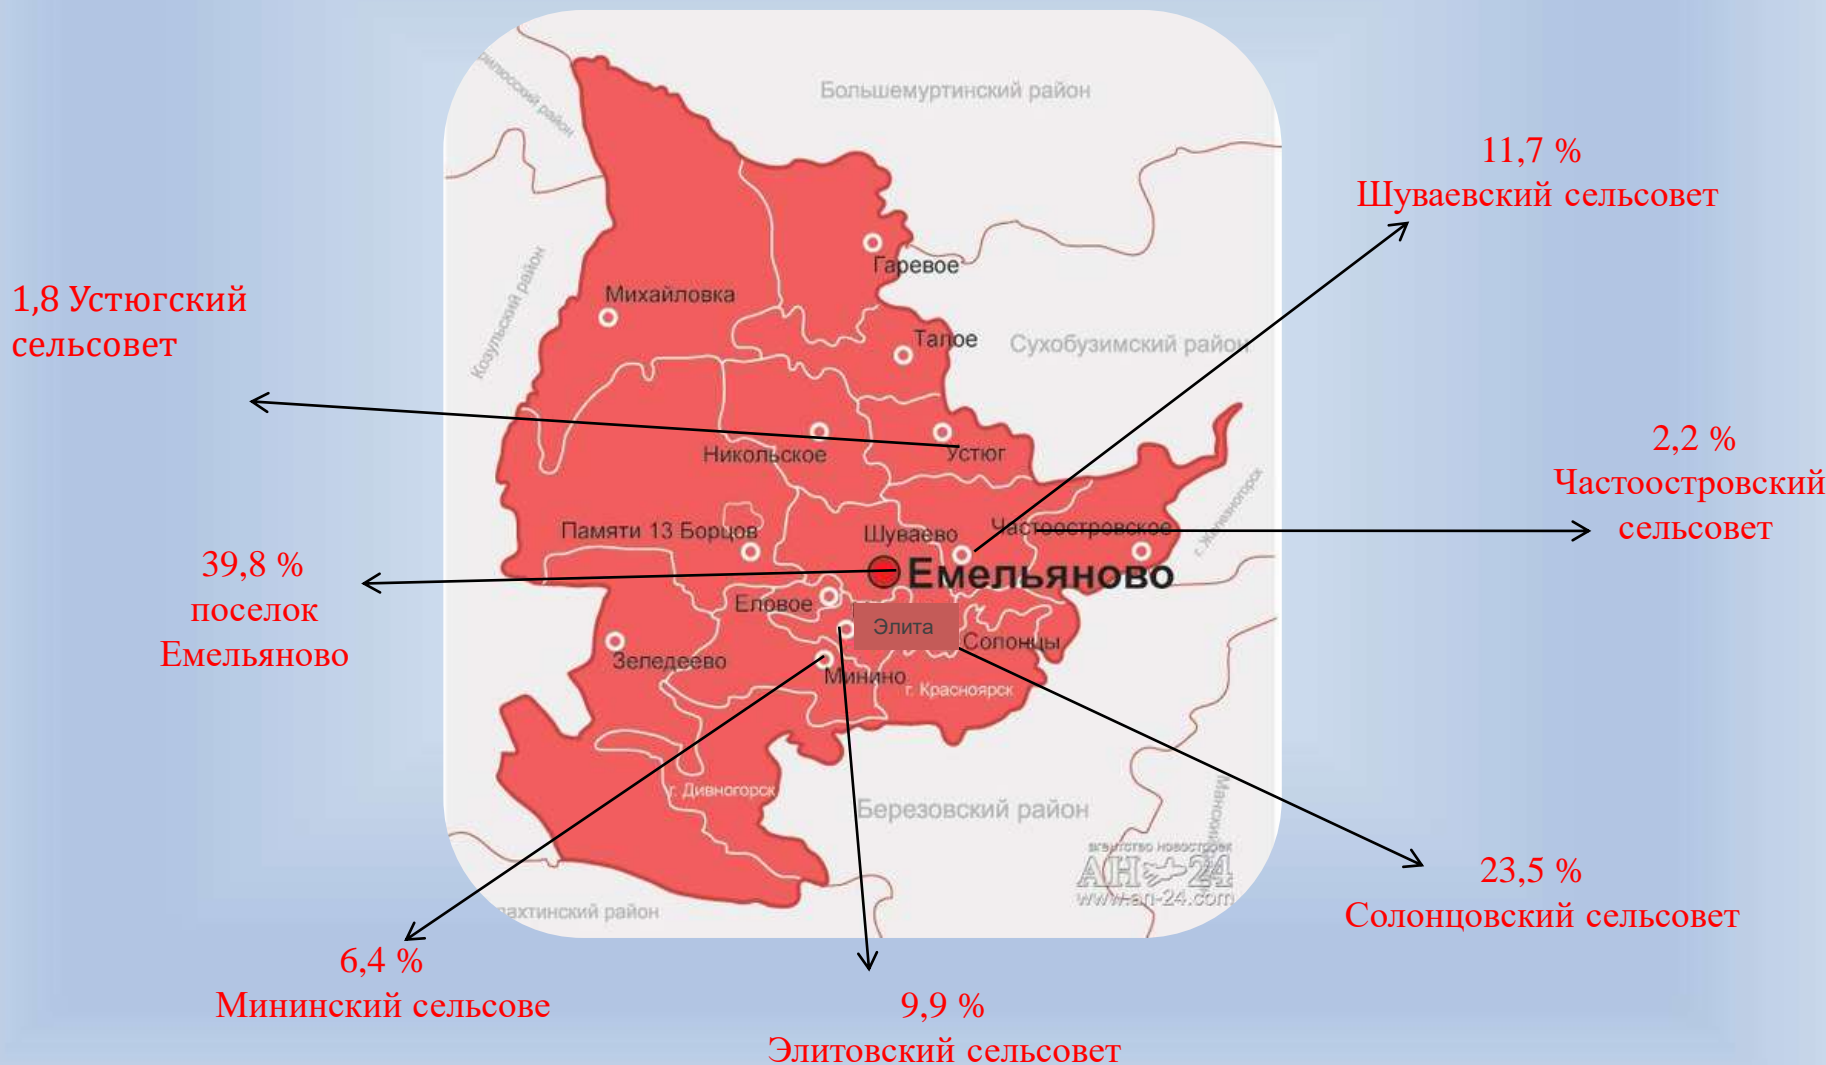 Большемуртинский район
11,7 %
Шуваевский сельсовет
Гаревое
Козульский район
1,8 Устюгский
сельсовет
Михайловка
Талое
Сухобузимский район
Никольское
Устюг
2,2 %
Частоостровский
сельсовет
г. Железногорск
Памяти 13 Борцов
Шуваево
Частоостровское
39,8 %
поселок
Емельяново
Емельяново
Еловое
Элита
Солонцы
Зеледеево
Минино
г. Красноярск
г. Дивногорск
Березовский район
агентство новостроек
АН 24
www.an-24.com
23,5 %
Солонцовский сельсовет
6,4 %
Мининский сельсове
9,9 %
Элитовский сельсовет